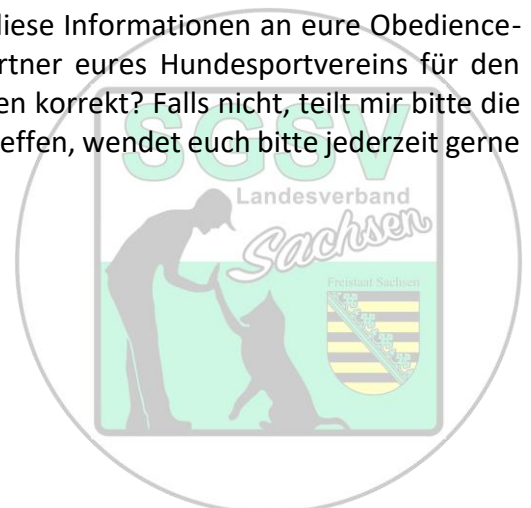 diese Informationen an eure Obedience-
rtner eures Hundesportvereins für den
en korrekt? Falls nicht, teilt mir bitte die
effen, wendet euch bitte jederzeit gerne
SGSV
Landesverband
Sachsen
Freistaat Sachsen